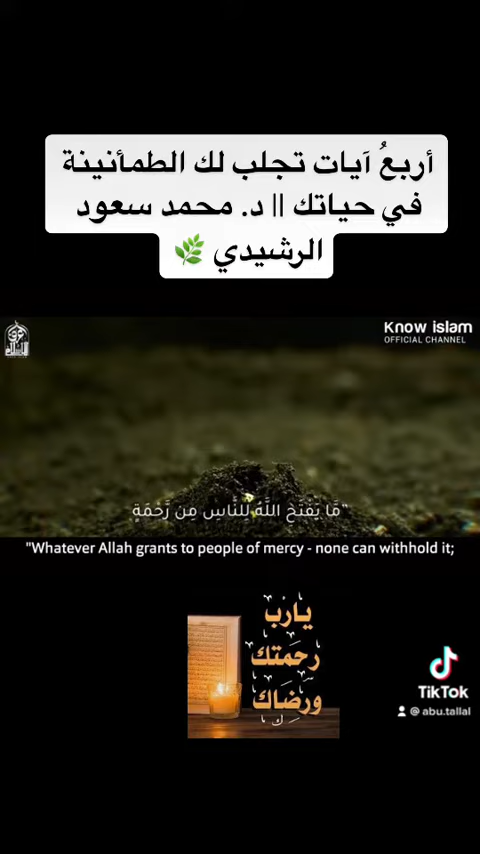 أربعُ آيات تجلب لك الطمأنينة
في حياتك || د. محمد سعود
الرشيدي 🌿
Know islam
OFFICIAL CHANNEL
"مَا يَفْتَحِ اللَّهُ لِلنَّاسِ مِن رَّحْمَةٍ
"Whatever Allah grants to people of mercy - none can withhold it;
يارب
رحمتك
ورضاك
TikTok
@abu.tallal